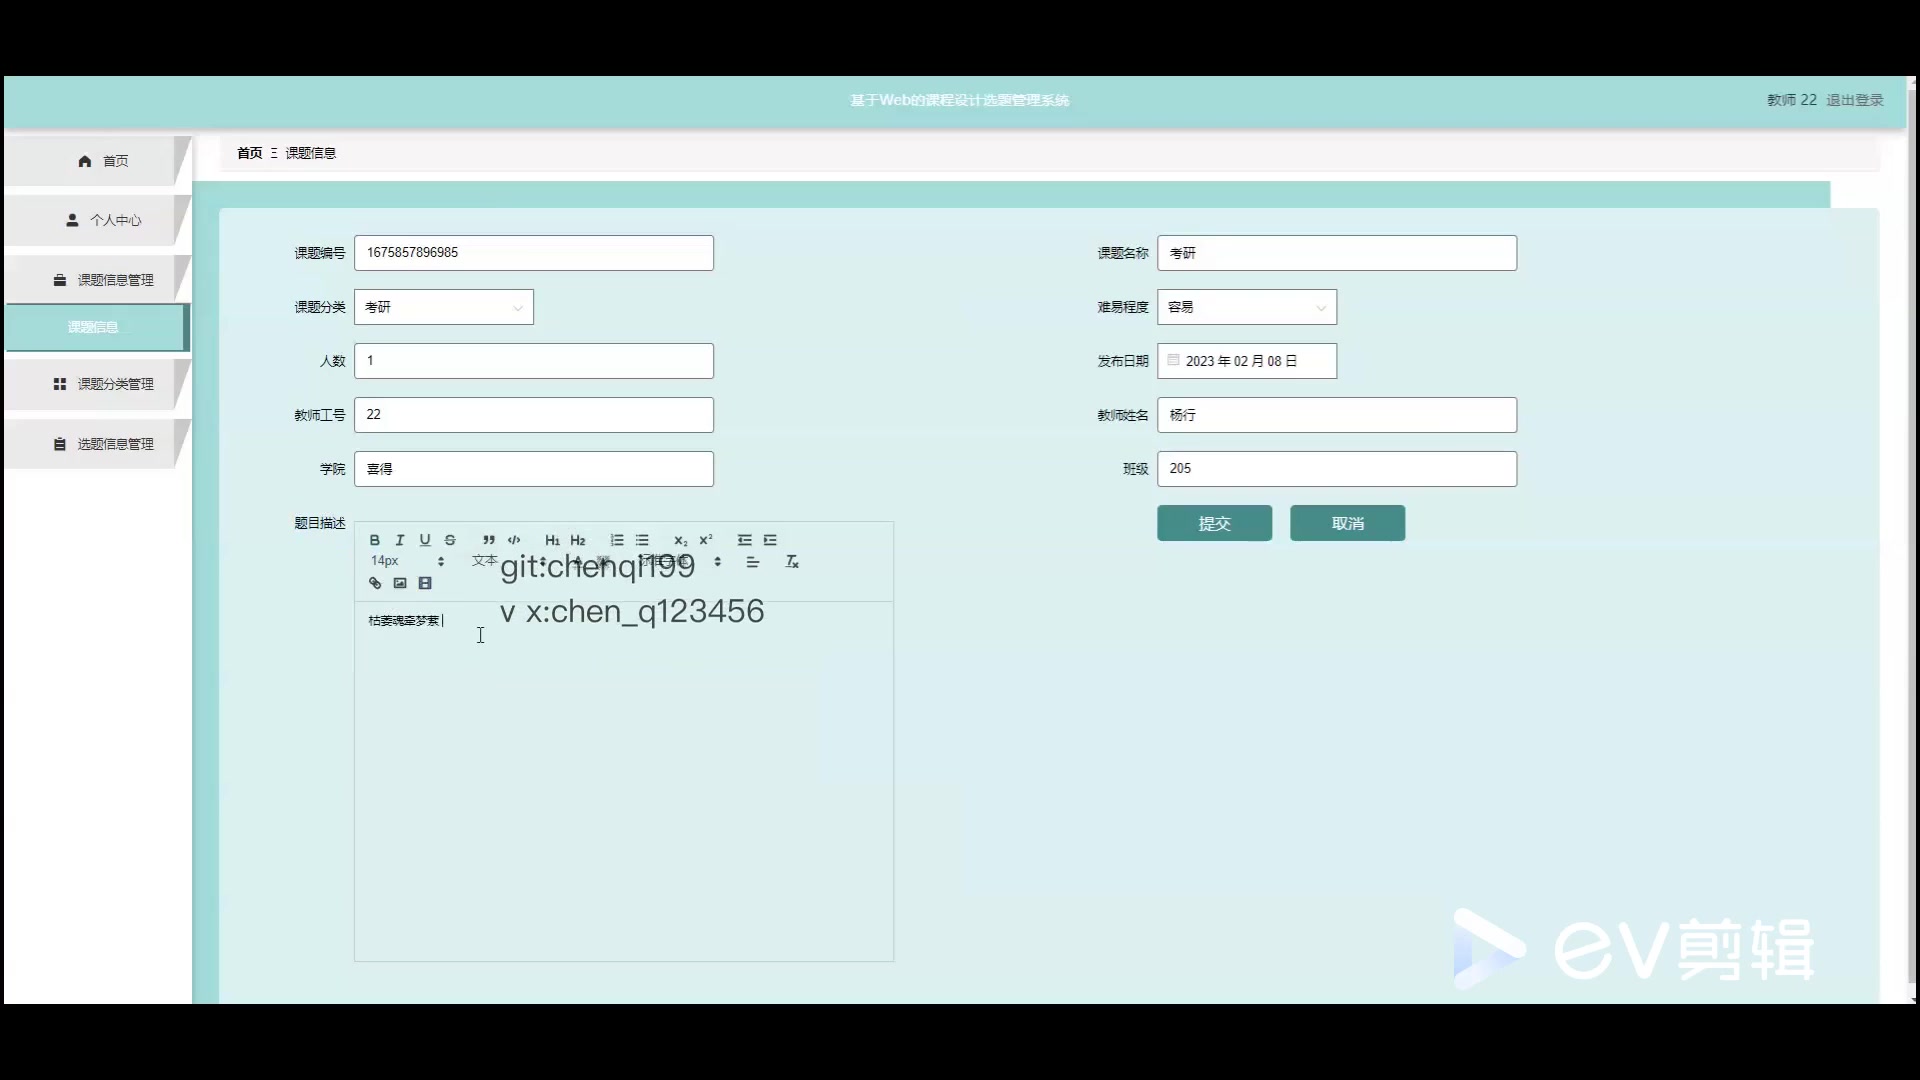 基于Web的课程设计选题管理系统
教师 22 退出登录
首页
个人中心
课题信息管理
课题信息
课题分类管理
选题信息管理
首页 Ξ 课题信息
课题编号 1675857896985
课题名称 考研
课题分类 考研
难易程度 容易
人数 1
发布日期 2023 年 02 月 08 日
教师工号 22
教师姓名 杨行
学院 喜得
班级 205
题目描述
提交 取消
B I U S H1 H2 x2 x2
14px 文本 标准字体
git:chenqi199
v x:chen_q123456
枯萎魂牵梦萦
ev剪辑